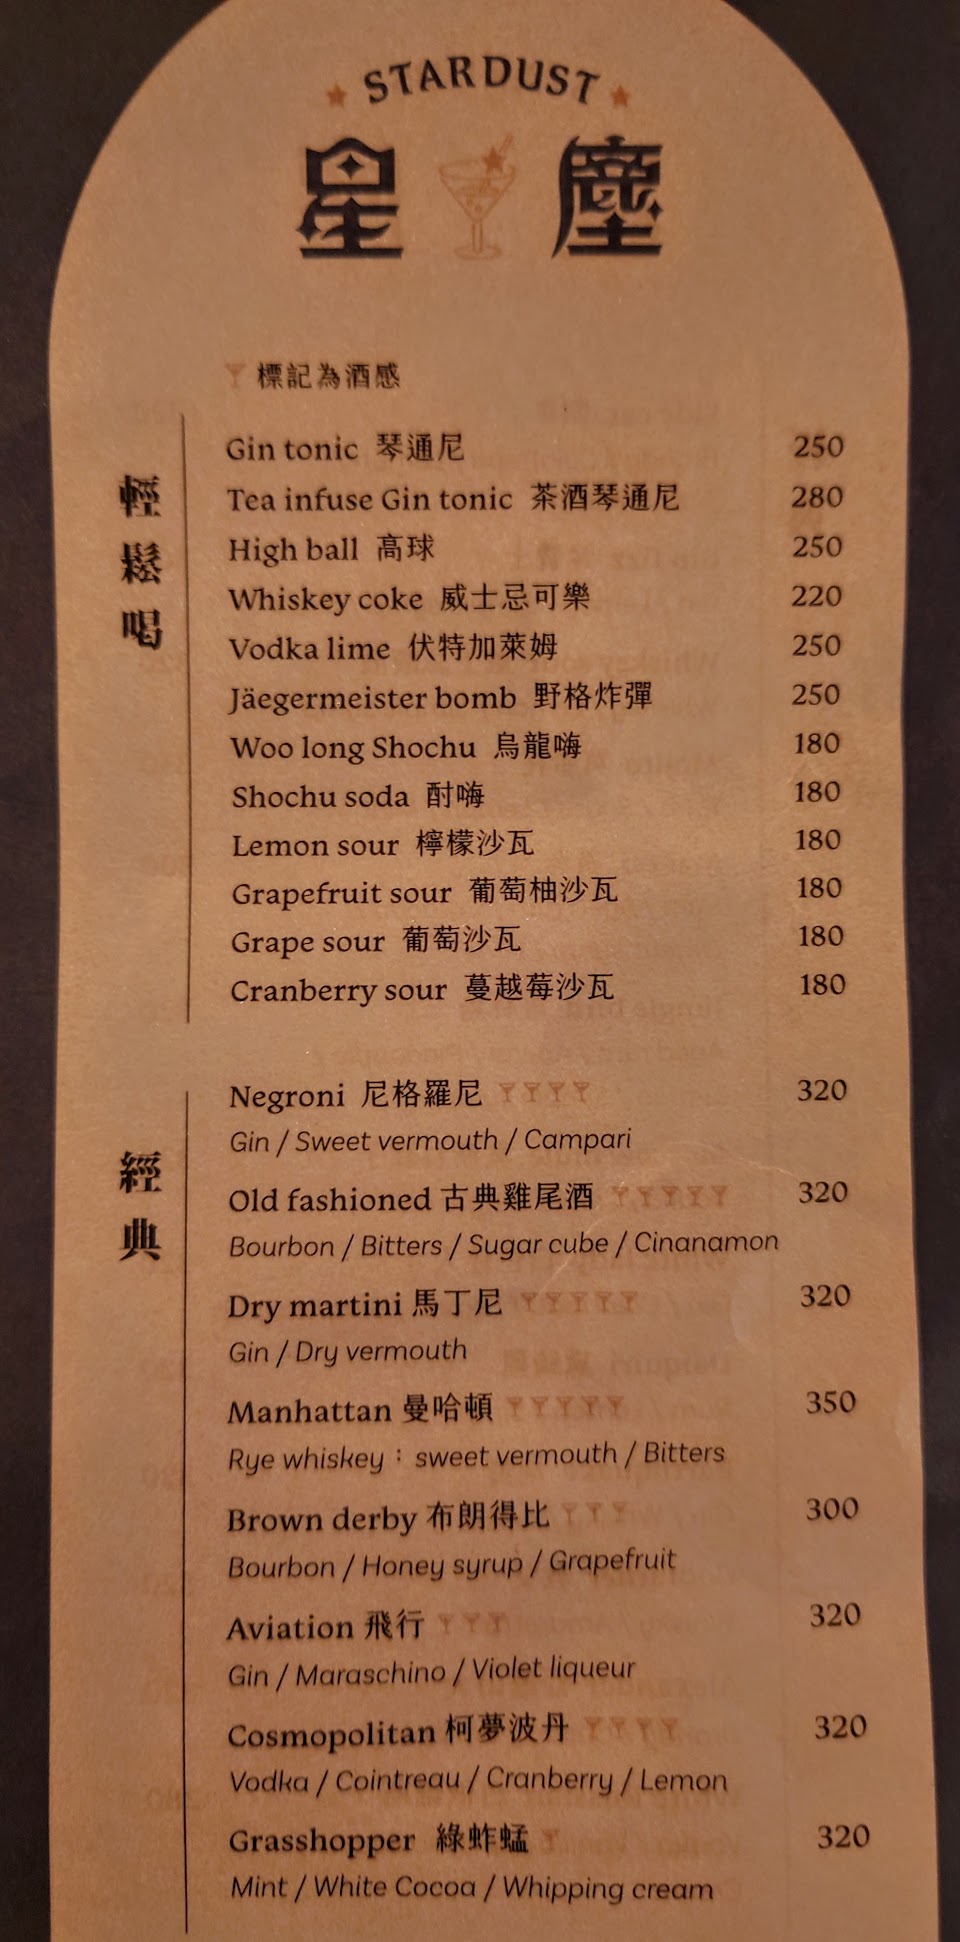 STARDUST
星塵
標記為酒感
輕鬆喝
Gin tonic 琴通尼 250
Tea infuse Gin tonic 茶酒琴通尼 280
High ball 高球 250
Whiskey coke 威士忌可樂 220
Vodka lime 伏特加萊姆 250
Jäegermeister bomb 野格炸彈 250
Woo long Shochu 烏龍嗨 180
Shochu soda 酎嗨 180
Lemon sour 檸檬沙瓦 180
Grapefruit sour 葡萄柚沙瓦 180
Grape sour 葡萄沙瓦 180
Cranberry sour 蔓越莓沙瓦 180
經典
Negroni 尼格羅尼 320
Gin / Sweet vermouth / Campari
Old fashioned 古典雞尾酒 320
Bourbon / Bitters / Sugar cube / Cinanamon
Dry martini 馬丁尼 320
Gin / Dry vermouth
Manhattan 曼哈頓 350
Rye whiskey : sweet vermouth / Bitters
Brown derby 布朗得比 300
Bourbon / Honey syrup / Grapefruit
Aviation 飛行 320
Gin / Maraschino / Violet liqueur
Cosmopolitan 柯夢波丹 320
Vodka / Cointreau / Cranberry / Lemon
Grasshopper 綠蚱蜢 320
Mint / White Cocoa / Whipping cream